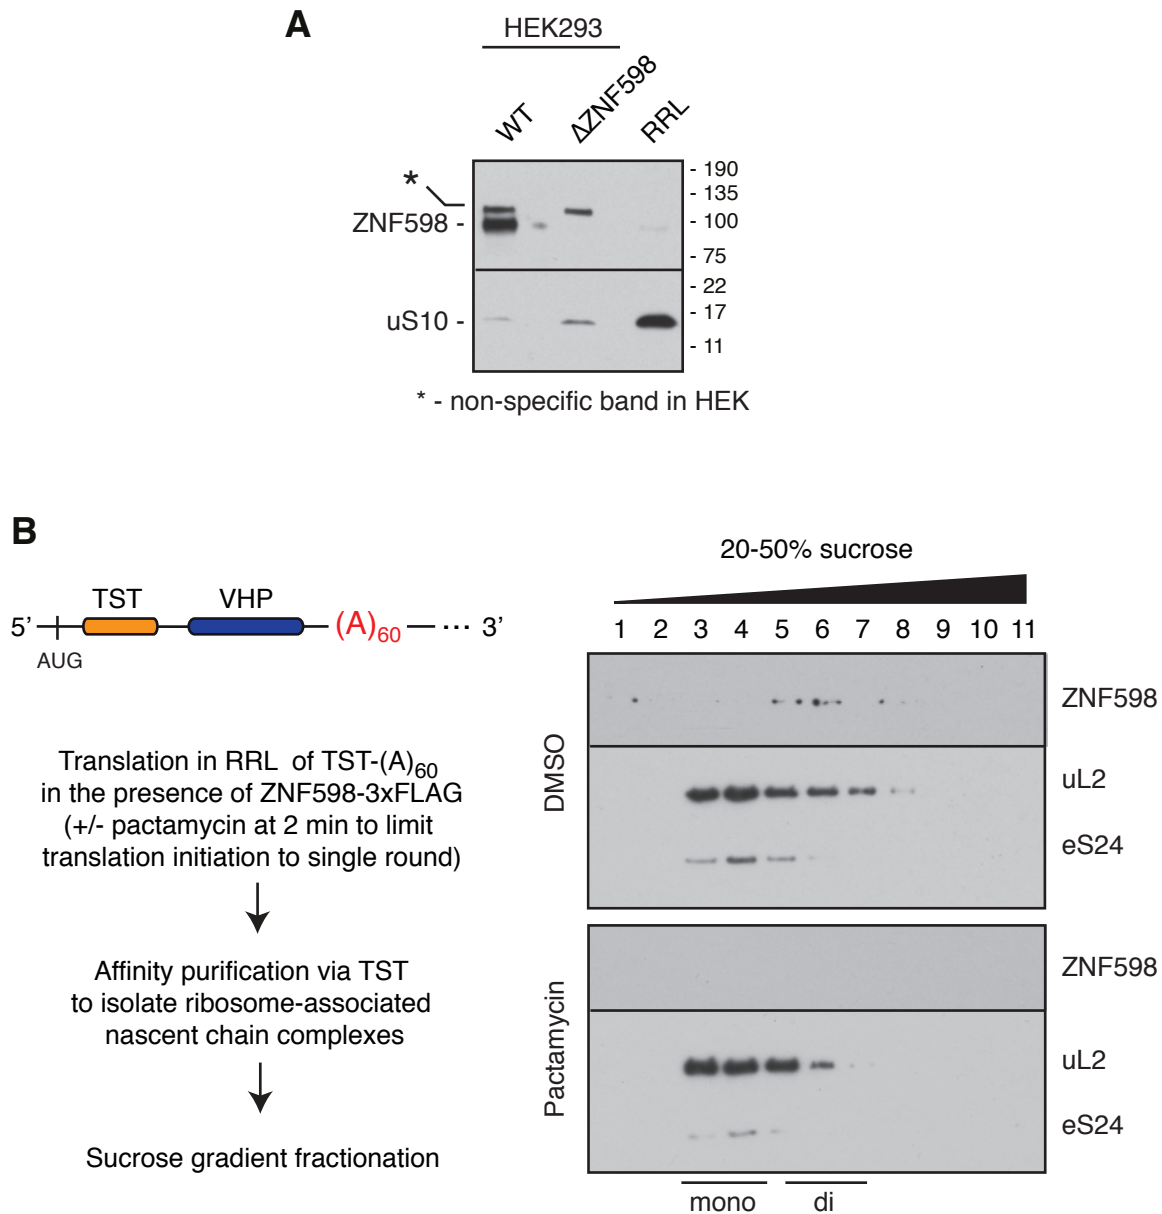 A
HEK293
WT
ΔZNF598
RRL
*
ZNF598 -
- 190
- 135
- 100
- 75
uS10 -
- 22
- 17
- 11
* - non-specific band in HEK
B
TST
VHP
5’
AUG
(A)60
... 3’
Translation in RRL of TST-(A)60
in the presence of ZNF598-3xFLAG
(+/- pactamycin at 2 min to limit
translation initiation to single round)
Affinity purification via TST
to isolate ribosome-associated
nascent chain complexes
Sucrose gradient fractionation
20-50% sucrose
1 2 3 4 5 6 7 8 9 10 11
DMSO
ZNF598
uL2
eS24
Pactamycin
ZNF598
uL2
eS24
mono
di